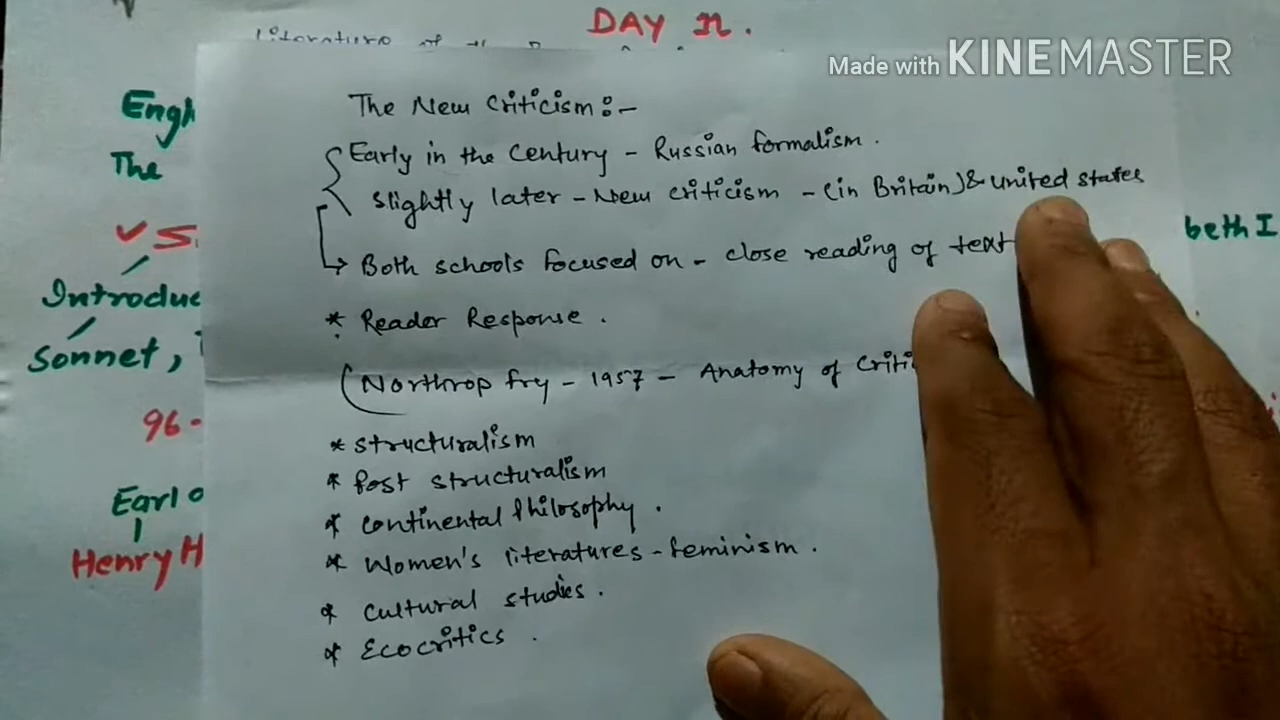 DAY n.
Made with KINEMASTER
The New Criticism:-
Early in the Century - Russian formalism.
slightly later - New criticism - (in Britain) & united states
Both schools focused on - close reading of text
* Reader Response.
(Northrop fry - 1957 - Anatomy of Criti
* structuralism
* Post structuralism
* Continental Philosophy.
* Women's literatures - feminism.
* Cultural studies.
* Ecocritics.
Engl
The
Introduc
Sonnet,
96-
Earl o
Henry H
beth I